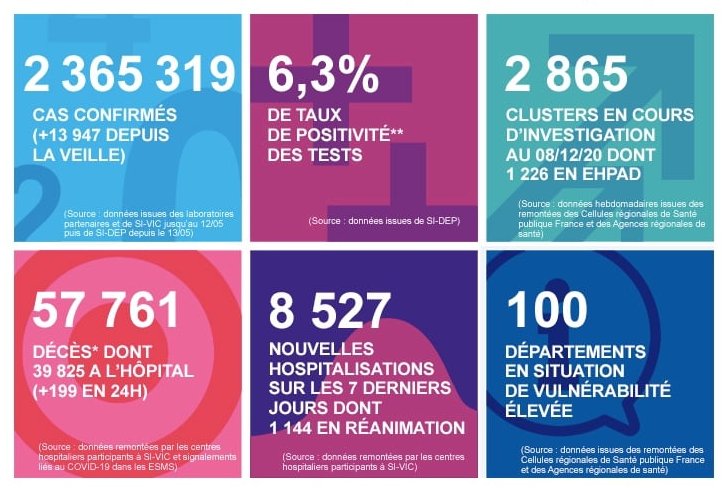 2 365 319
CAS CONFIRMÉS
(+13 947 DEPUIS
LA VEILLE)
(Source : données issues des laboratoires
partenaires et de SI-VIC jusqu'au 12/05
puis de SI-DEP depuis le 13/05)
6,3%
DE TAUX
DE POSITIVITÉ**
DES TESTS
(Source : données issues de SI-DEP)
2 865
CLUSTERS EN COURS
D'INVESTIGATION
AU 08/12/20 DONT
1 226 EN EHPAD
(Source : données hebdomadaires issues des
remontées des Cellules régionales de Santé
publique France et des Agences régionales de
santé)
57 761
DÉCÈS* DONT
39 825 A L'HÔPITAL
(+199 EN 24H)
(Source : données remontées par les centres
hospitaliers participants à SI-VIC et signalements
liés au COVID-19 dans les ESMS)
8 527
NOUVELLES
HOSPITALISATIONS
SUR LES 7 DERNIERS
JOURS DONT
1 144 EN RÉANIMATION
(Source : données remontées par les centres
hospitaliers participants à SI-VIC)
100
DÉPARTEMENTS
EN SITUATION
DE VULNÉRABILITÉ
ÉLEVÉE
(Source : données issues des remontées des
Cellules régionales de Santé publique France
et des Agences régionales de santé)